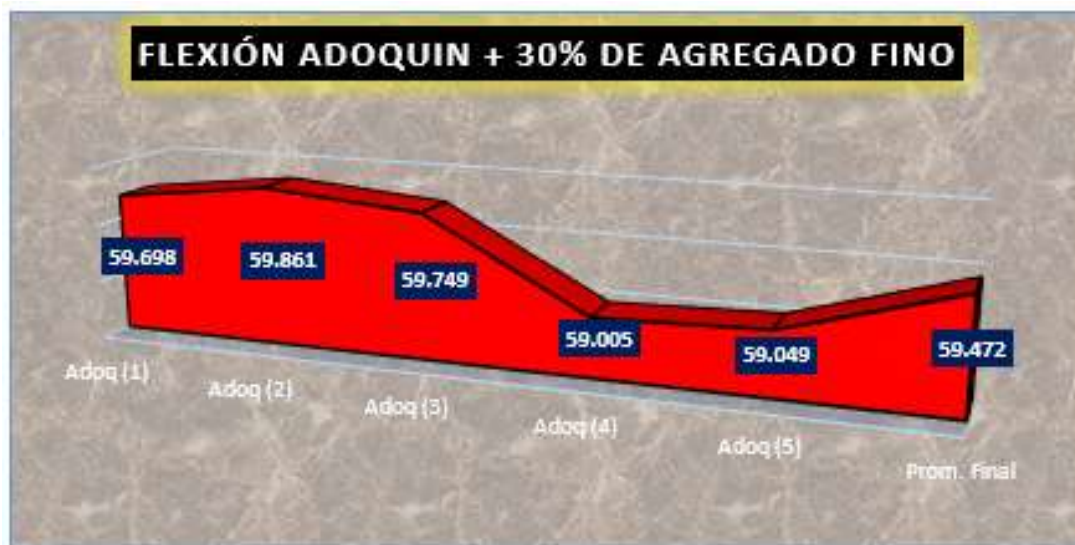 FLEXIÓN ADOQUIN + 30% DE AGREGADO FINO
59.698
59.861
59.749
59.005
59.049
59.472
Adoq (1)
Adoq (2)
Adoq (3)
Adoq (4)
Adoq (5)
Prom. Final